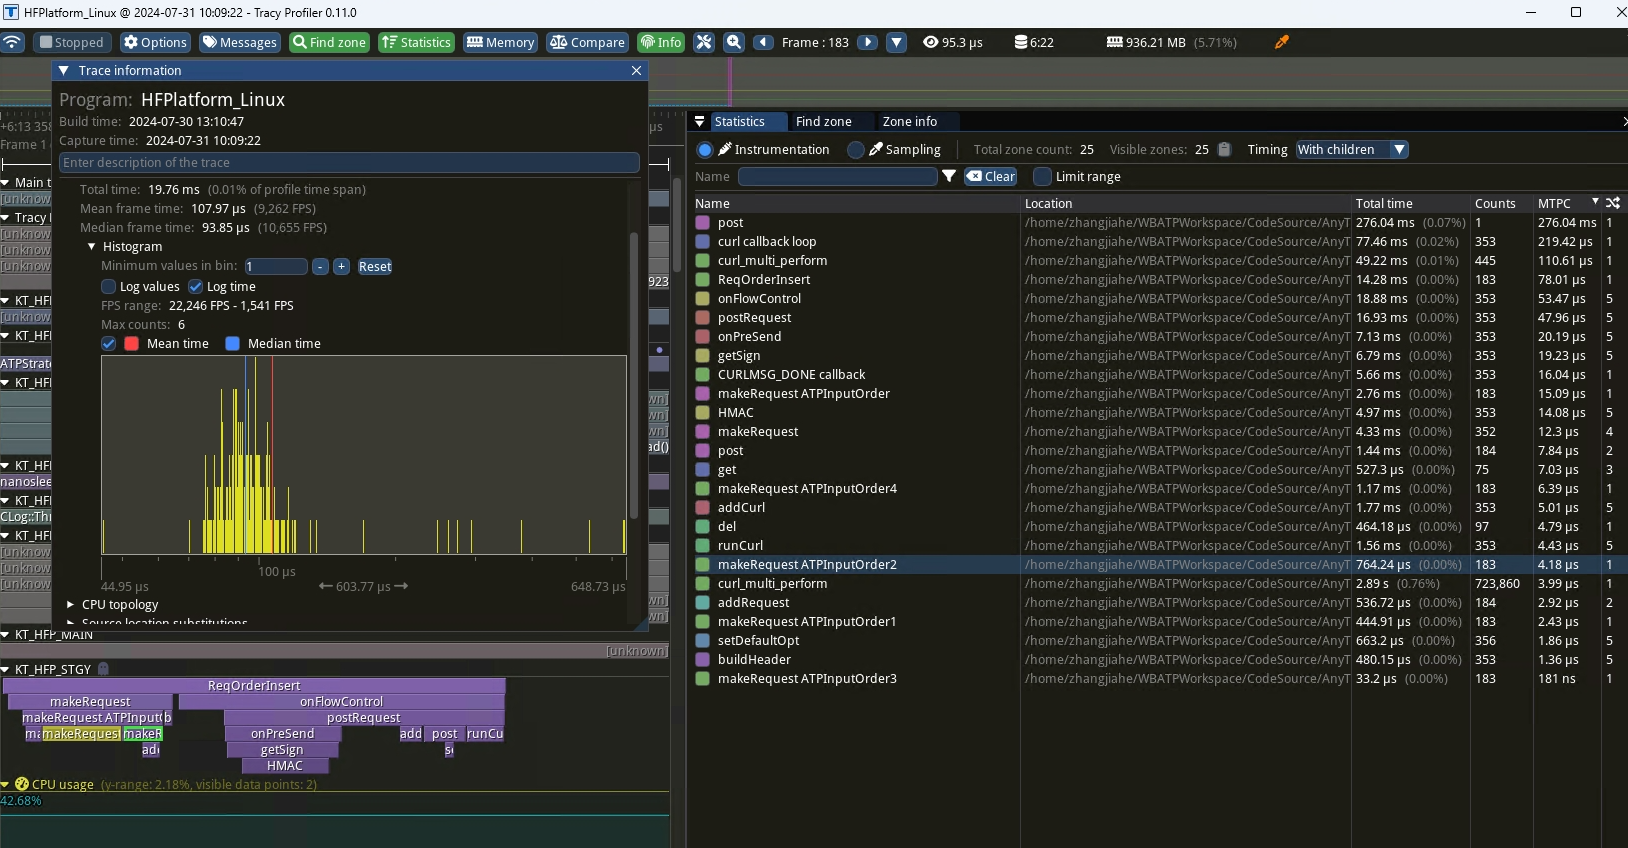 HFPlatform_Linux @ 2024-07-31 10:09:22 - Tracy Profiler 0.11.0
Stopped Options Messages Find zone Statistics Memory Compare Info Frame : 183 95.3 µs 6:22 936.21 MB (5.71%)
Trace information
Program: HFPlatform_Linux
Build time: 2024-07-30 13:10:47
Capture time: 2024-07-31 10:09:22
Enter description of the trace
Total time: 19.76 ms (0.01% of profile time span)
Mean frame time: 107.97 µs (9,262 FPS)
Median frame time: 93.85 µs (10,655 FPS)
Histogram
Minimum values in bin: 1 - + Reset
Log values Log time
FPS range: 22,246 FPS - 1,541 FPS
Max counts: 6
Mean time Median time
100 µs
44.95 µs 603.77 µs 648.73 µs
CPU topology
Source location substitutions
+6:13 358 µs
Frame 1
Main t
[unknow
Tracy
[unknow
[unknow
[unknow
923
KT_HF
[unknow
KT_HF
ATPStrat
KT_HF
wn]
wn]
wn]
ad()
KT_HF
nanoslee
KT_HF
CLog::Th
KT_HF
[unknow
[unknow
[unknow
wn]
wn]
KT_HFP_MAIN
[unknown]
KT_HFP_STGY
ReqOrderInsert
makeRequest onFlowControl
makeRequest ATPInput b postRequest
ma makeReques makeR onPreSend add post runCu
add getSign s
HMAC
CPU usage (y-range: 2.18%, visible data points: 2)
42.68%
Statistics Find zone Zone info
Instrumentation Sampling Total zone count: 25 Visible zones: 25 Timing With children
Name Clear Limit range
Name Location Total time Counts MTPC
post /home/zhangjiahe/WBATPWorkspace/CodeSource/AnyT 276.04 ms (0.07%) 1 276.04 ms 1
curl callback loop /home/zhangjiahe/WBATPWorkspace/CodeSource/AnyT 77.46 ms (0.02%) 353 219.42 µs 1
curl_multi_perform /home/zhangjiahe/WBATPWorkspace/CodeSource/AnyT 49.22 ms (0.01%) 445 110.61 µs 1
ReqOrderInsert /home/zhangjiahe/WBATPWorkspace/CodeSource/AnyT 14.28 ms (0.00%) 183 78.01 µs 1
onFlowControl /home/zhangjiahe/WBATPWorkspace/CodeSource/AnyT 18.88 ms (0.00%) 353 53.47 µs 5
postRequest /home/zhangjiahe/WBATPWorkspace/CodeSource/AnyT 16.93 ms (0.00%) 353 47.96 µs 5
onPreSend /home/zhangjiahe/WBATPWorkspace/CodeSource/AnyT 7.13 ms (0.00%) 353 20.19 µs 5
getSign /home/zhangjiahe/WBATPWorkspace/CodeSource/AnyT 6.79 ms (0.00%) 353 19.23 µs 5
CURLMSG_DONE callback /home/zhangjiahe/WBATPWorkspace/CodeSource/AnyT 5.66 ms (0.00%) 353 16.04 µs 1
makeRequest ATPInputOrder /home/zhangjiahe/WBATPWorkspace/CodeSource/AnyT 2.76 ms (0.00%) 183 15.09 µs 1
HMAC /home/zhangjiahe/WBATPWorkspace/CodeSource/AnyT 4.97 ms (0.00%) 353 14.08 µs 5
makeRequest /home/zhangjiahe/WBATPWorkspace/CodeSource/AnyT 4.33 ms (0.00%) 352 12.3 µs 4
post /home/zhangjiahe/WBATPWorkspace/CodeSource/AnyT 1.44 ms (0.00%) 184 7.84 µs 2
get /home/zhangjiahe/WBATPWorkspace/CodeSource/AnyT 527.3 µs (0.00%) 75 7.03 µs 3
makeRequest ATPInputOrder4 /home/zhangjiahe/WBATPWorkspace/CodeSource/AnyT 1.17 ms (0.00%) 183 6.39 µs 1
addCurl /home/zhangjiahe/WBATPWorkspace/CodeSource/AnyT 1.77 ms (0.00%) 353 5.01 µs 5
del /home/zhangjiahe/WBATPWorkspace/CodeSource/AnyT 464.18 µs (0.00%) 97 4.79 µs 1
runCurl /home/zhangjiahe/WBATPWorkspace/CodeSource/AnyT 1.56 ms (0.00%) 353 4.43 µs 5
makeRequest ATPInputOrder2 /home/zhangjiahe/WBATPWorkspace/CodeSource/AnyT 764.24 µs (0.00%) 183 4.18 µs 1
curl_multi_perform /home/zhangjiahe/WBATPWorkspace/CodeSource/AnyT 2.89 s (0.76%) 723,860 3.99 µs 1
addRequest /home/zhangjiahe/WBATPWorkspace/CodeSource/AnyT 536.72 µs (0.00%) 184 2.92 µs 2
makeRequest ATPInputOrder1 /home/zhangjiahe/WBATPWorkspace/CodeSource/AnyT 444.91 µs (0.00%) 183 2.43 µs 1
setDefaultOpt /home/zhangjiahe/WBATPWorkspace/CodeSource/AnyT 663.2 µs (0.00%) 356 1.86 µs 5
buildHeader /home/zhangjiahe/WBATPWorkspace/CodeSource/AnyT 480.15 µs (0.00%) 353 1.36 µs 5
makeRequest ATPInputOrder3 /home/zhangjiahe/WBATPWorkspace/CodeSource/AnyT 33.2 µs (0.00%) 183 181 ns 1